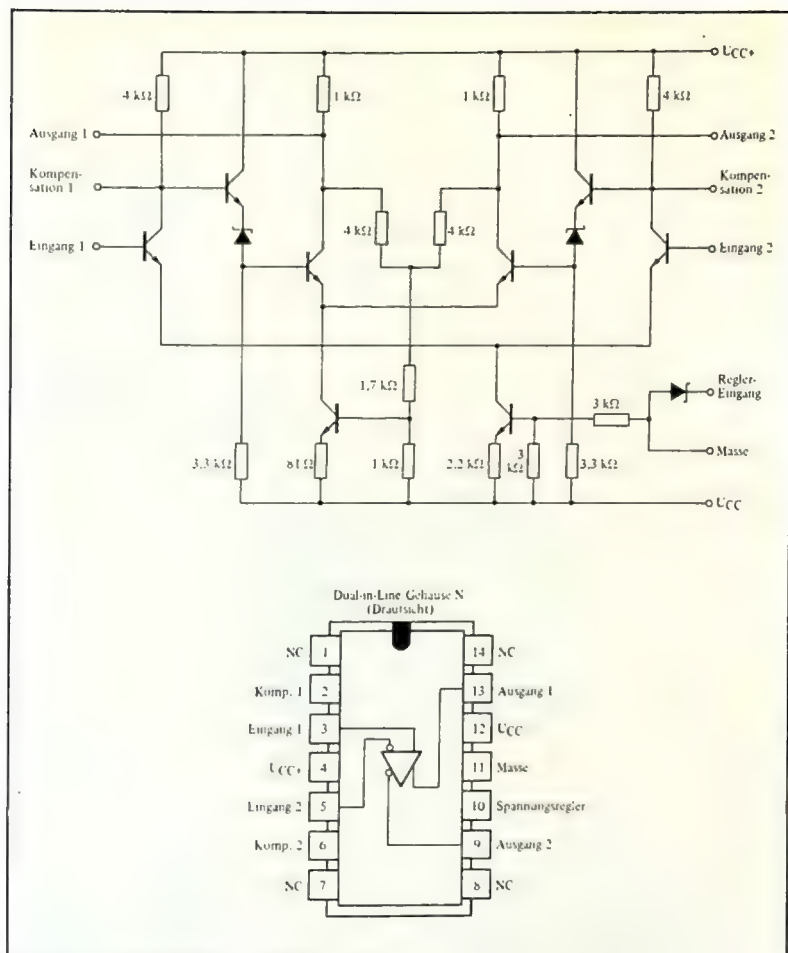 UCC+
4 kΩ
1 kΩ
1 kΩ
4 kΩ
Ausgang 1
Ausgang 2
Kompen-
sation 1
Kompen-
sation 2
4 kΩ
4 kΩ
Eingang 1
Eingang 2
1,7 kΩ
Regler-
Eingang
3 kΩ
Masse
3,3 kΩ
81 Ω
1 kΩ
2,2 kΩ
3
kΩ
3,3 kΩ
UCC
Dual-in-Line Gehause N
(Drautsicht)
NC 1
14 NC
Komp. 1 2
13 Ausgang 1
Eingang 1 3
12 UCC
UCC+ 4
11 Masse
Eingang 2 5
10 Spannungsregler
Komp. 2 6
9 Ausgang 2
NC 7
8 NC